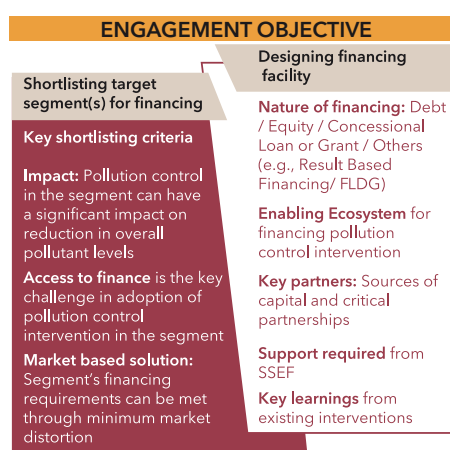 ENGAGEMENT OBJECTIVE
Shortlisting target
segment(s) for financing
Key shortlisting criteria
Impact: Pollution control
in the segment can have
a significant impact on
reduction in overall
pollutant levels
Access to finance is the key
challenge in adoption of
pollution control
intervention in the segment
Market based solution:
Segment's financing
requirements can be met
through minimum market
distortion
Designing financing
facility
Nature of financing: Debt
/ Equity / Concessional
Loan or Grant / Others
(e.g., Result Based
Financing/ FLDG)
Enabling Ecosystem for
financing pollution
control intervention
Key partners: Sources of
capital and critical
partnerships
Support required from
SSEF
Key learnings from
existing interventions